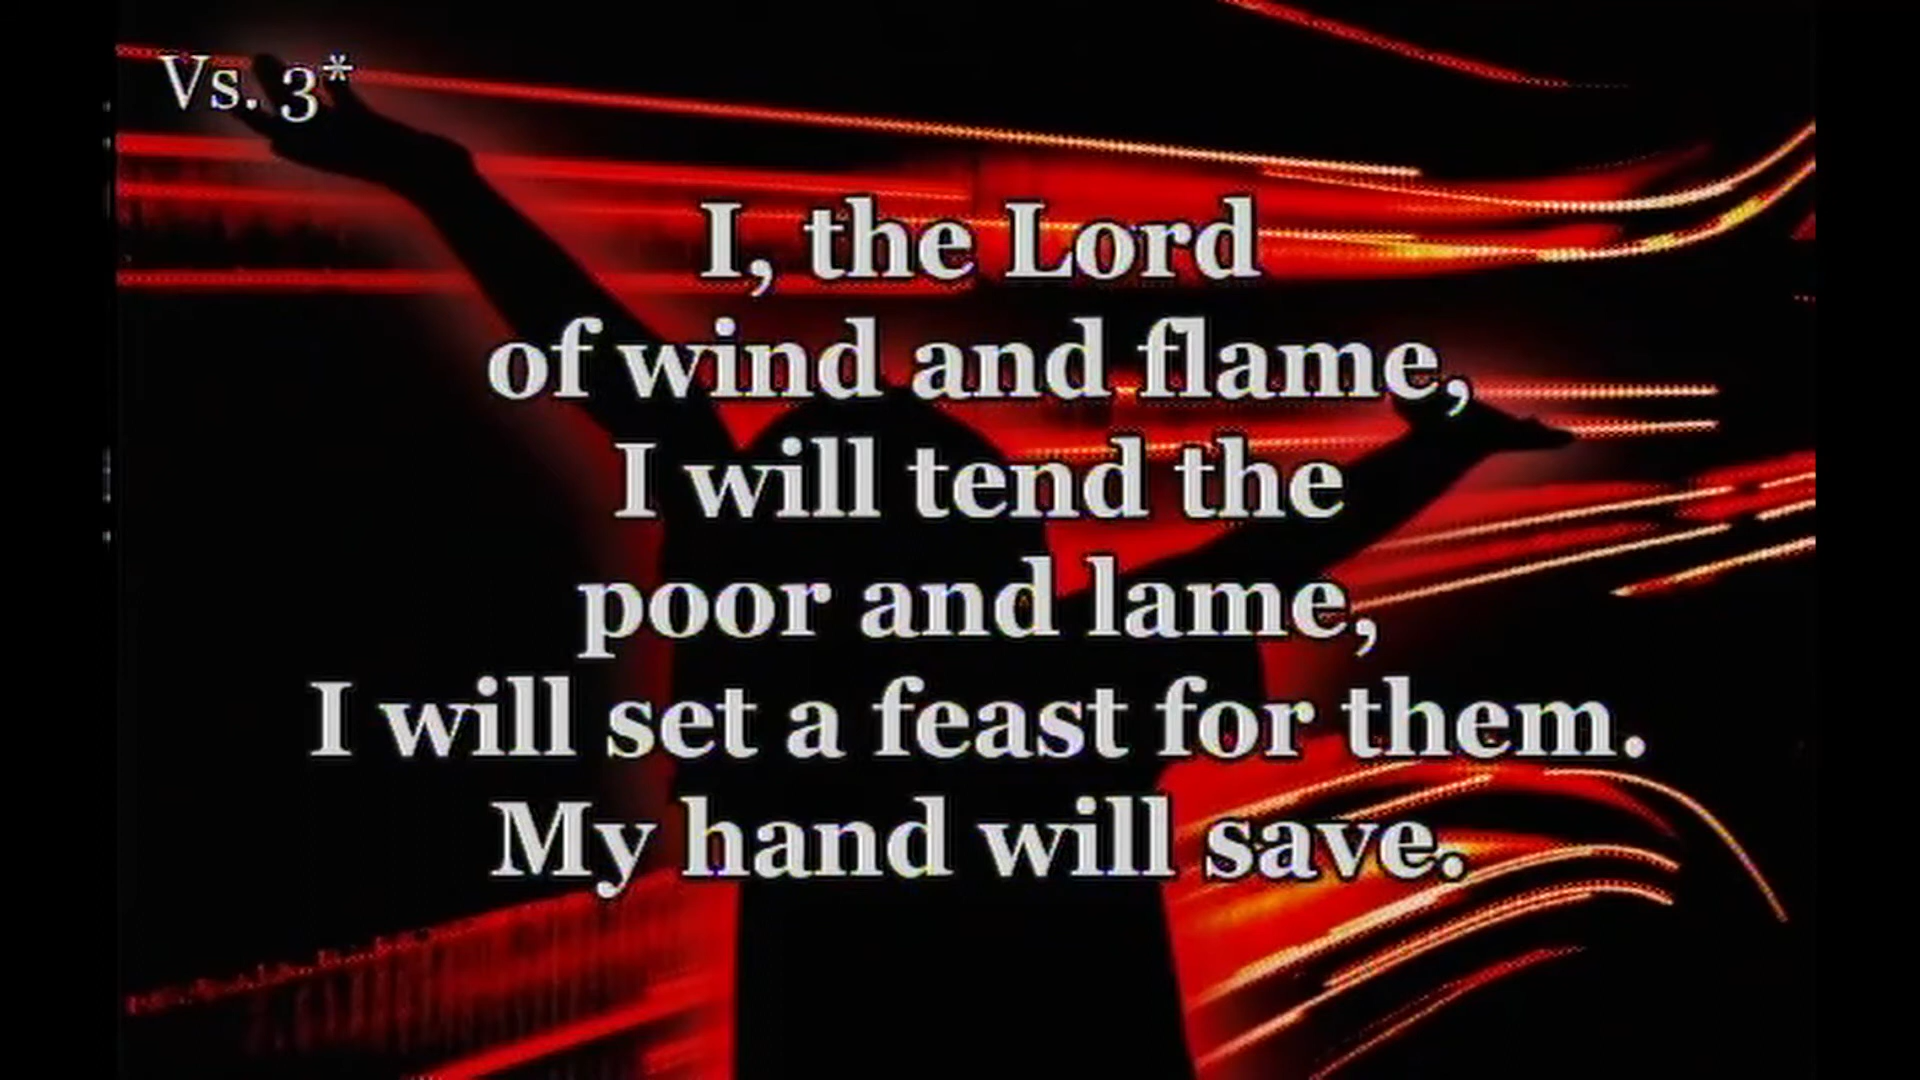 Vs. 3*
I, the Lord
of wind and flame,
I will tend the
poor and lame,
I will set a feast for them.
My hand will save.